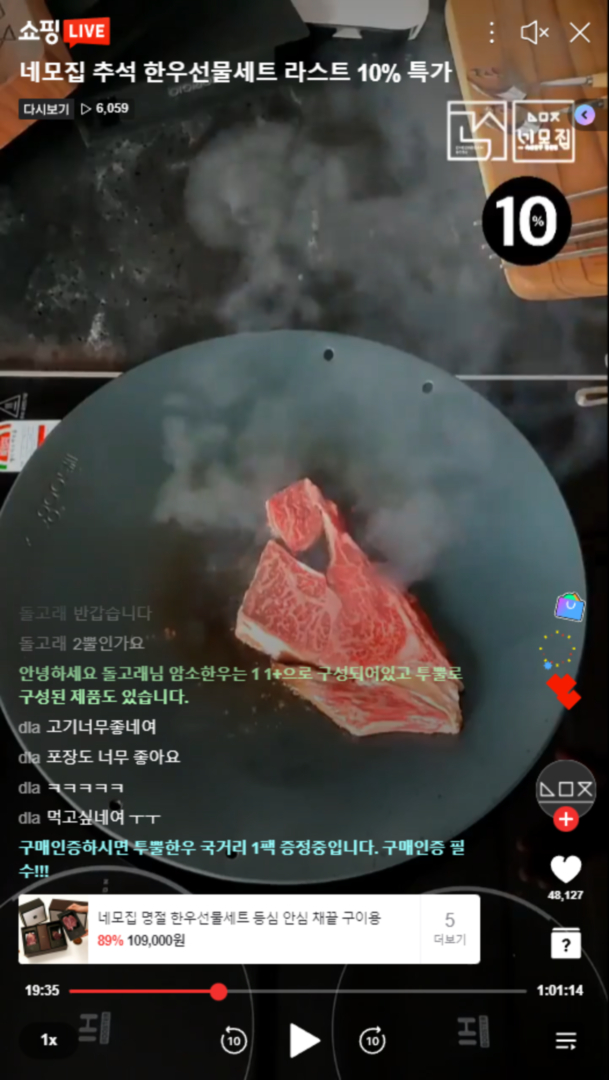 쇼핑 LIVE
네모집 추석 한우선물세트 라스트 10% 특가
다시보기 ▷ 6,059
네모집
10%
돌고래 반갑습니다
돌고래 2뿔인가요
안녕하세요 돌고래님 암소한우는 1 1+으로 구성되어있고 투뿔로
구성된 제품도 있습니다.
dla 고기너무좋네여
dla 포장도 너무 좋아요
dla ㅋㅋㅋㅋㅋ
dla 먹고싶네여 ㅜㅜ
구매인증하시면 투뿔한우 국거리 1팩 증정중입니다. 구매인증 필
수!!!
48,127
네모집 명절 한우선물세트 등심 안심 채끝 구이용
89% 109,000원
5
더보기
?
19:35
1:01:14
1x
10
10